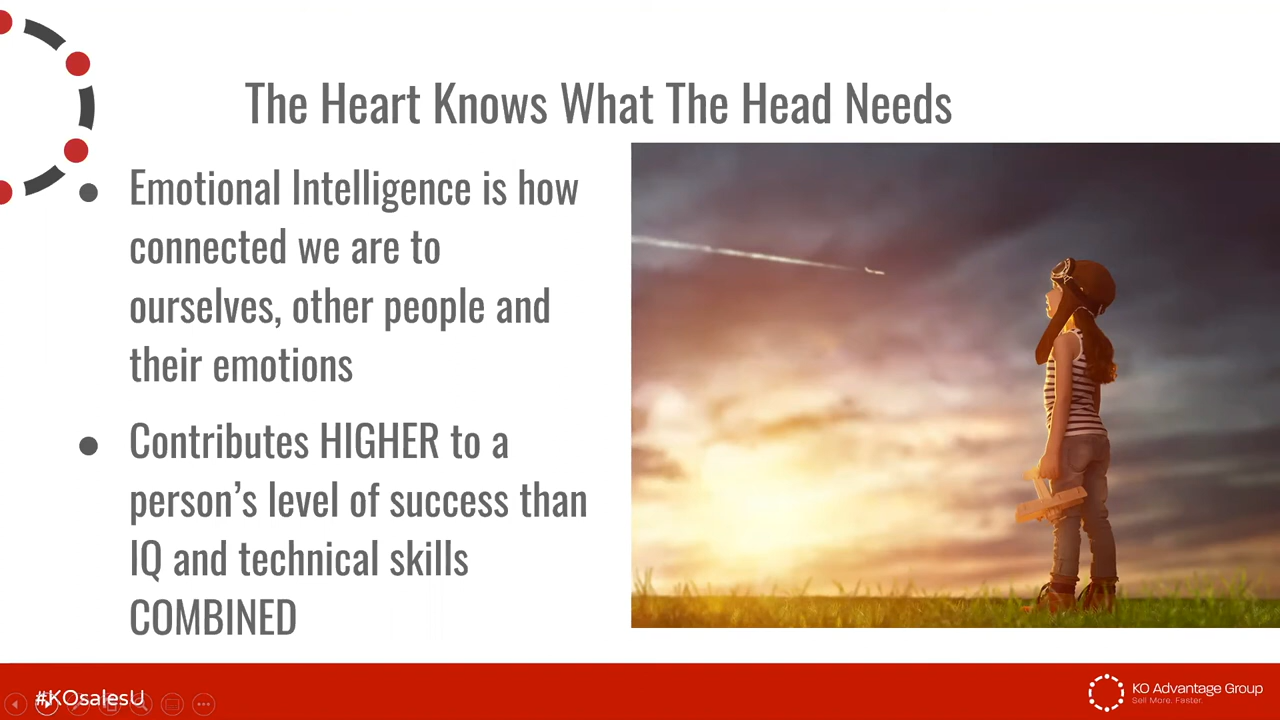 The Heart Knows What The Head Needs
● Emotional Intelligence is how
connected we are to
ourselves, other people and
their emotions
● Contributes HIGHER to a
person's level of success than
IQ and technical skills
COMBINED
#KOsalesU
KO Advantage Group
Sell More. Faster.